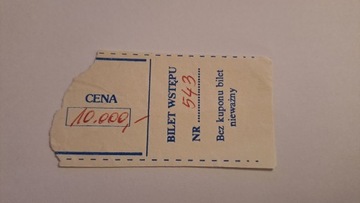 CENA
10.000,-
BILET WSTĘPU
NR 543
Bez kuponu bilet
nieważny